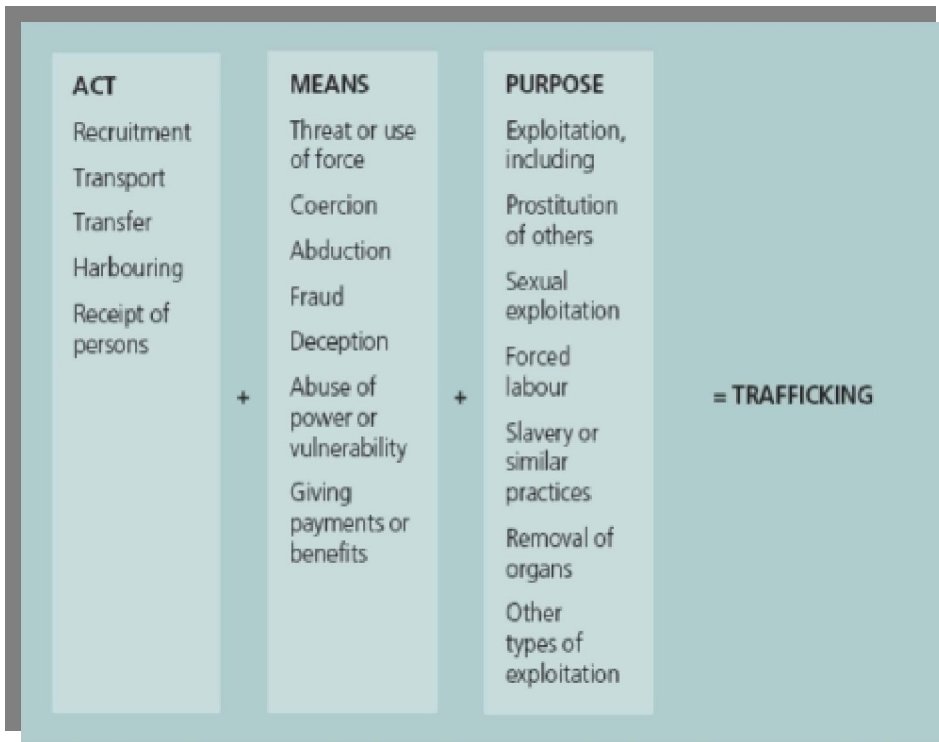 ACT
Recruitment
Transport
Transfer
Harbouring
Receipt of
persons
+
MEANS
Threat or use
of force
Coercion
Abduction
Fraud
Deception
Abuse of
power or
vulnerability
Giving
payments or
benefits
+
PURPOSE
Exploitation,
including
Prostitution
of others
Sexual
exploitation
Forced
labour
Slavery or
similar
practices
Removal of
organs
Other
types of
exploitation
= TRAFFICKING